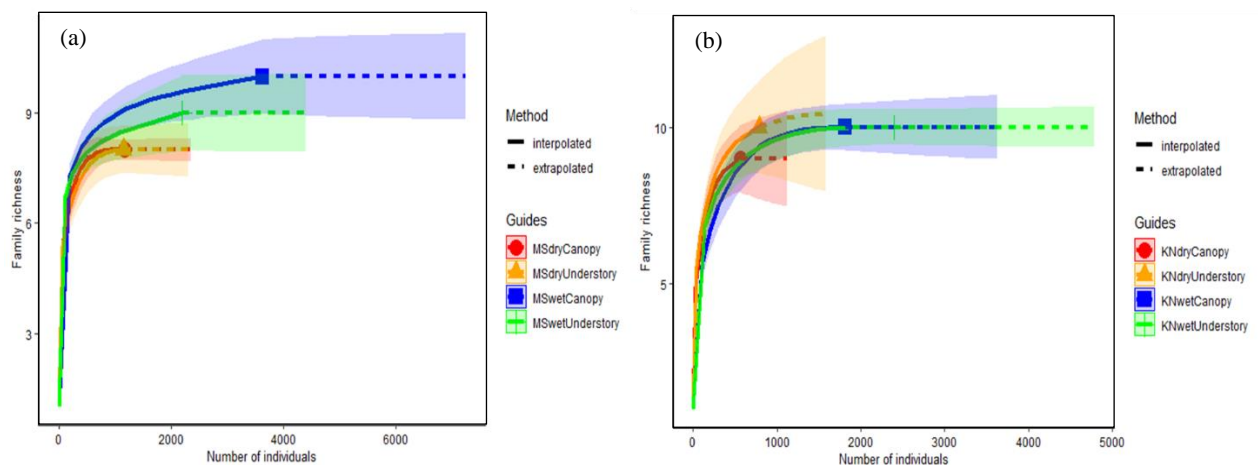 (a)
Family richness
9
6
3
0
2000
4000
6000
Number of individuals
Method
interpolated
extrapolated
Guides
MSdryCanopy
MSdryUnderstory
MSwetCanopy
MSwetUnderstory
(b)
Family richness
10
5
0
1000
2000
3000
4000
5000
Number of individuals
Method
interpolated
extrapolated
Guides
KNdryCanopy
KNdryUnderstory
KNwetCanopy
KNwetUnderstory